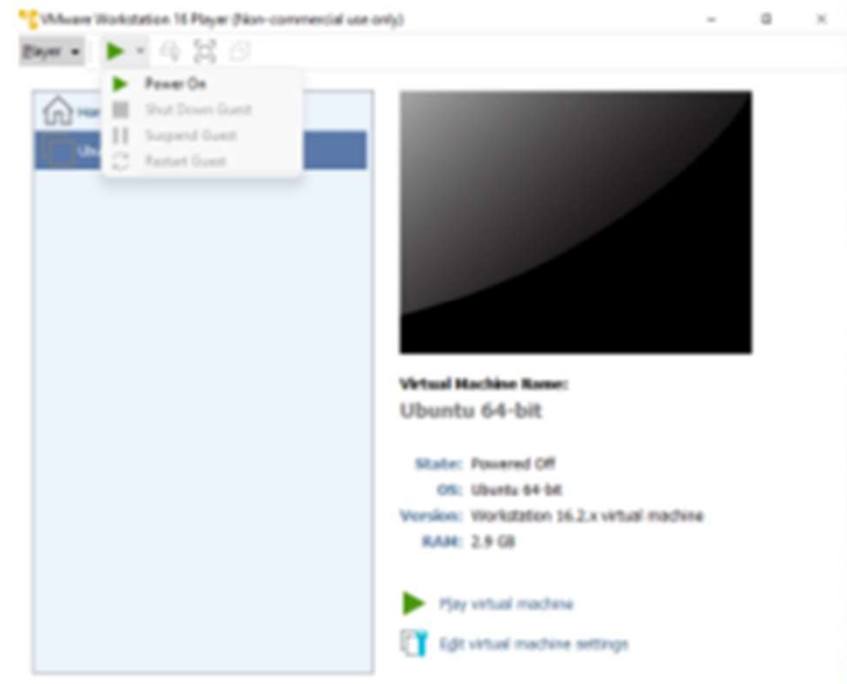 VMware Workstation 16 Player (Non-commercial use only)
Player
Power On
Shut Down Guest
Suspend Guest
Restart Guest
Virtual Machine Name:
Ubuntu 64-bit
State: Powered Off
OS: Ubuntu 64-bit
Version: Workstation 16.2.x virtual machine
RAM: 2.9 GB
Play virtual machine
Edit virtual machine settings